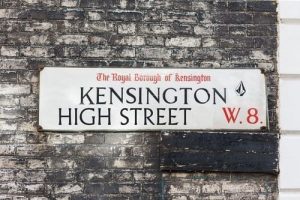 The Royal Borough of Kensington
KENSINGTON
HIGH STREET W.8.